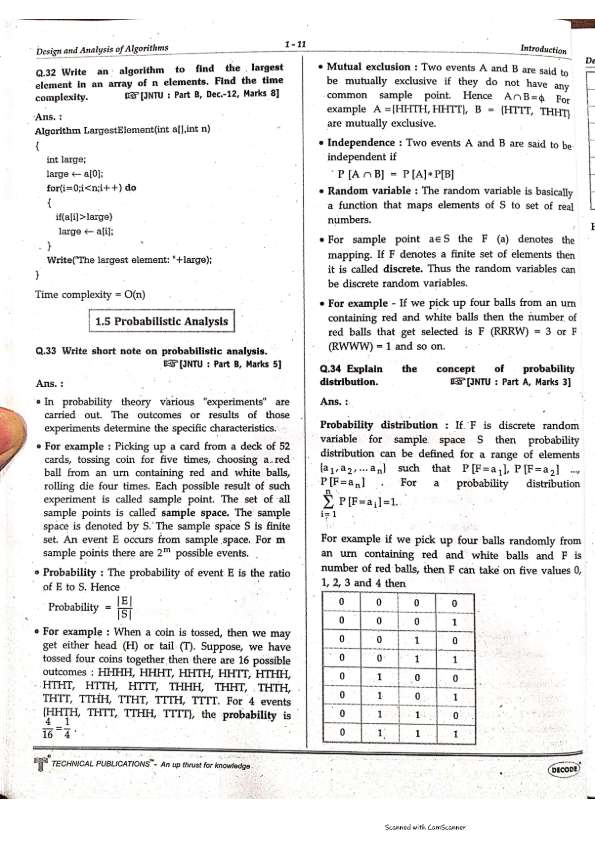 Design and Analysis of Algorithms
1 - 11
Introduction
Q.32 Write an algorithm to find the largest
element in an array of n elements. Find the time
complexity. ☞[JNTU : Part B, Dec.-12, Marks 8]
Ans. :
Algorithm LargestElement(int a[],int n)
{
int large;
large ← a[0];
for(i=0;i<n;i++) do
{
if(a[i]>large)
large ← a[i];
}
Write("The largest element: "+large);
}
Time complexity = O(n)
1.5 Probabilistic Analysis
Q.33 Write short note on probabilistic analysis.
☞[JNTU : Part B, Marks 5]
Ans. :
• In probability theory various "experiments" are
carried out. The outcomes or results of those
experiments determine the specific characteristics.
• For example : Picking up a card from a deck of 52
cards, tossing coin for five times, choosing a red
ball from an urn containing red and white balls,
rolling die four times. Each possible result of such
experiment is called sample point. The set of all
sample points is called sample space. The sample
space is denoted by S. The sample space S is finite
set. An event E occurs from sample space. For m
sample points there are 2^m possible events.
• Probability : The probability of event E is the ratio
of E to S. Hence
Probability = |E|/|S|
• For example : When a coin is tossed, then we may
get either head (H) or tail (T). Suppose, we have
tossed four coins together then there are 16 possible
outcomes : HHHH, HHHT, HHTH, HHTT, HTHH,
HTHT, HTTH, HTTT, THHH, THHT, THTH,
THTT, TTHH, TTHT, TTTH, TTTT. For 4 events
{HHTH, THTT, TTHH, TTTT}, the probability is
4/16 = 1/4 .
• Mutual exclusion : Two events A and B are said to
be mutually exclusive if they do not have any
common sample point. Hence A∩B=ϕ. For
example A ={HHTH, HHTT}, B = {HTTT, THHT}
are mutually exclusive.
• Independence : Two events A and B are said to be
independent if
P [A ∩ B] = P [A]*P[B]
• Random variable : The random variable is basically
a function that maps elements of S to set of real
numbers.
• For sample point a∈S the F (a) denotes the
mapping. If F denotes a finite set of elements then
it is called discrete. Thus the random variables can
be discrete random variables.
• For example - If we pick up four balls from an urn
containing red and white balls then the number of
red balls that get selected is F (RRRW) = 3 or F
(RWWW) = 1 and so on.
Q.34 Explain the concept of probability
distribution. ☞[JNTU : Part A, Marks 3]
Ans. :
Probability distribution : If F is discrete random
variable for sample space S then probability
distribution can be defined for a range of elements
{a1, a2, ... an} such that P [F=a1], P [F=a2] ...,
P [F=an] . For a probability distribution
n
Σ P [F=ai]=1.
i=1
For example if we pick up four balls randomly from
an urn containing red and white balls and F is
number of red balls, then F can take on five values 0,
1, 2, 3 and 4 then
0 0 0 0
0 0 0 1
0 0 1 0
0 0 1 1
0 1 0 0
0 1 0 1
0 1 1 0
0 1 1 1
TECHNICAL PUBLICATIONS™ - An up thrust for knowledge
DECODE
De
Scanned with CamScanner